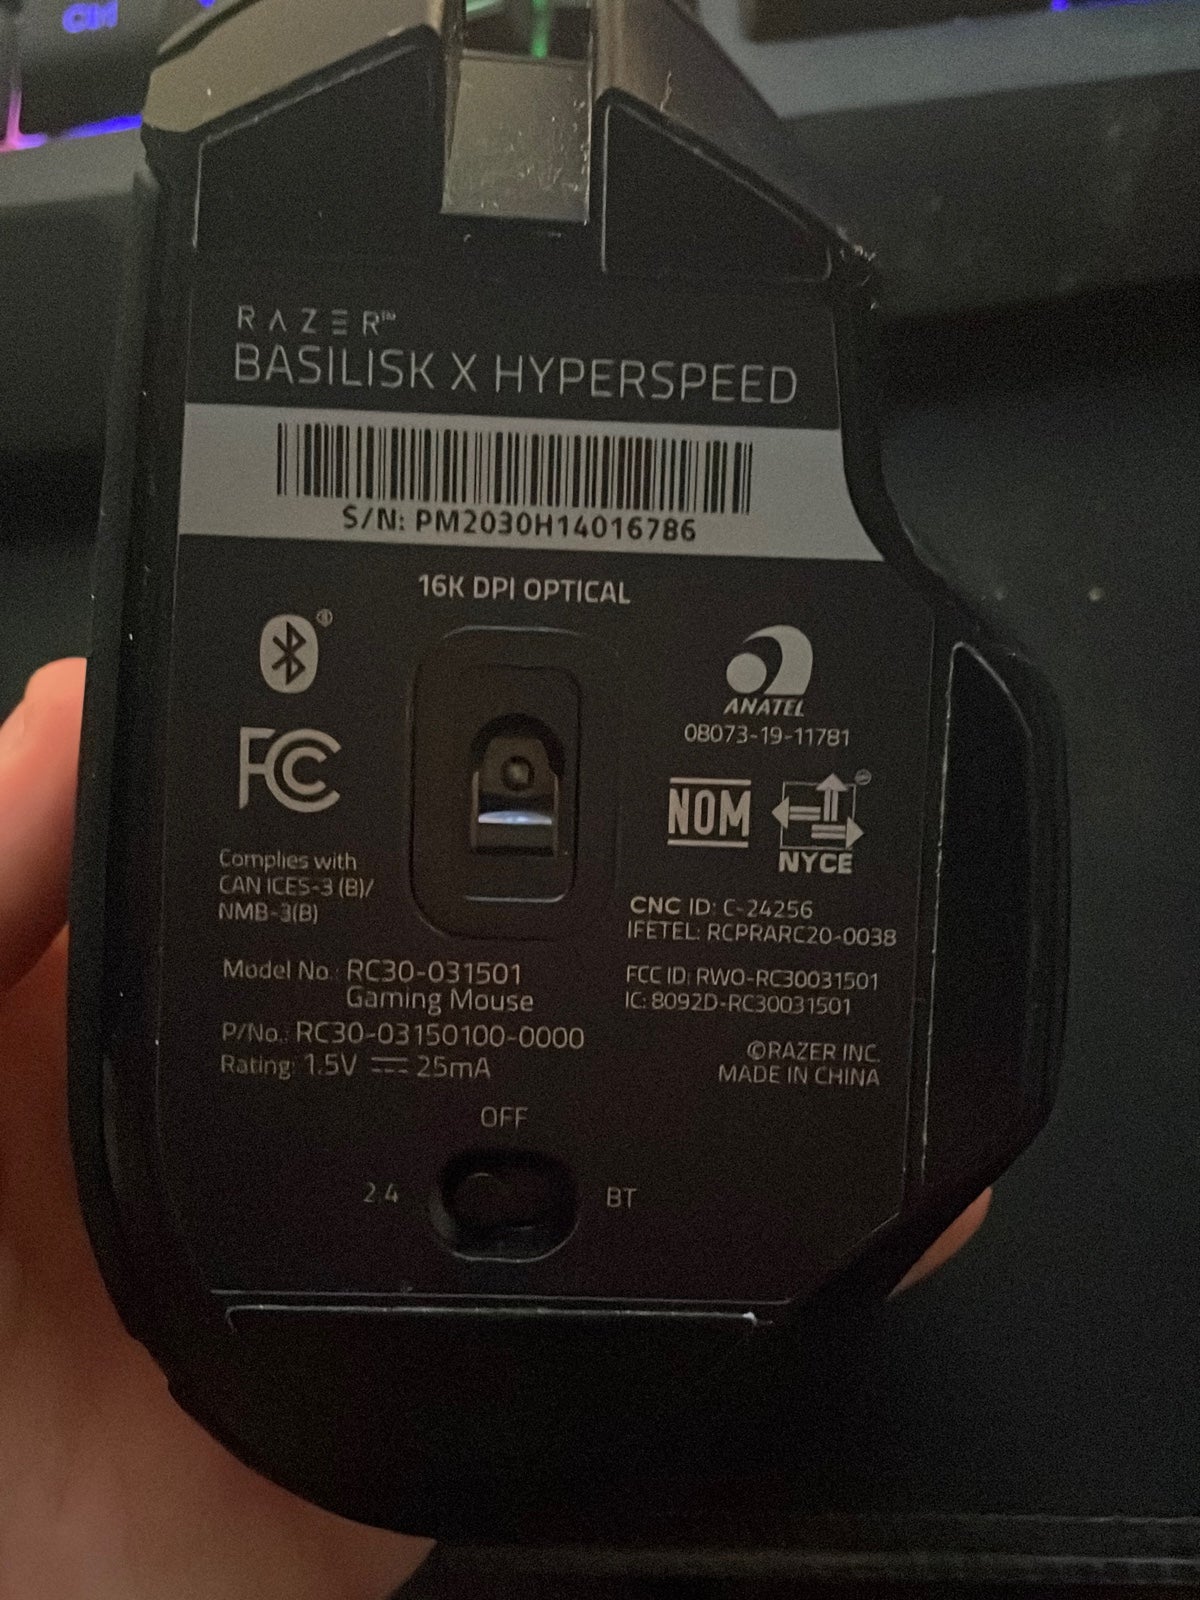 Ctrl
RAZER™
BASILISK X HYPERSPEED
S/N: PM2030H14016786
16K DPI OPTICAL
®
FC
ANATEL
08073-19-11781
NOM
NYCE
Complies with
CAN ICES-3 (B)/
NMB-3(B)
CNC ID: C-24256
IFETEL: RCPRARC20-0038
Model No.: RC30-031501
Gaming Mouse
FCC ID: RWO-RC30031501
IC: 8092D-RC30031501
P/No.: RC30-03150100-0000
Rating: 1.5V ⎓ 25mA
©RAZER INC.
MADE IN CHINA
OFF
2.4
BT